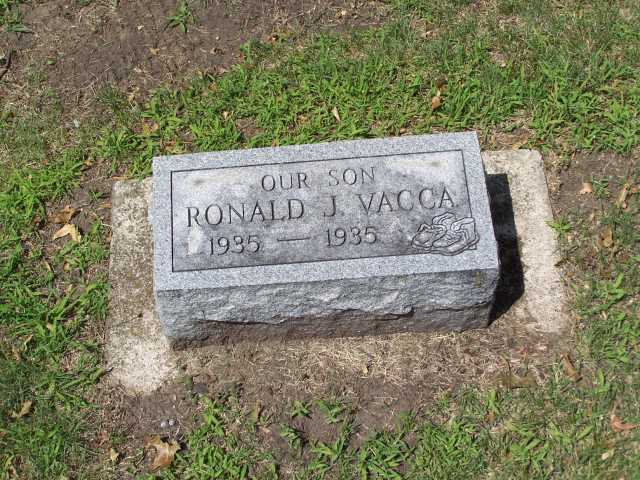 OUR SON
RONALD J. VACCA
1935 — 1935